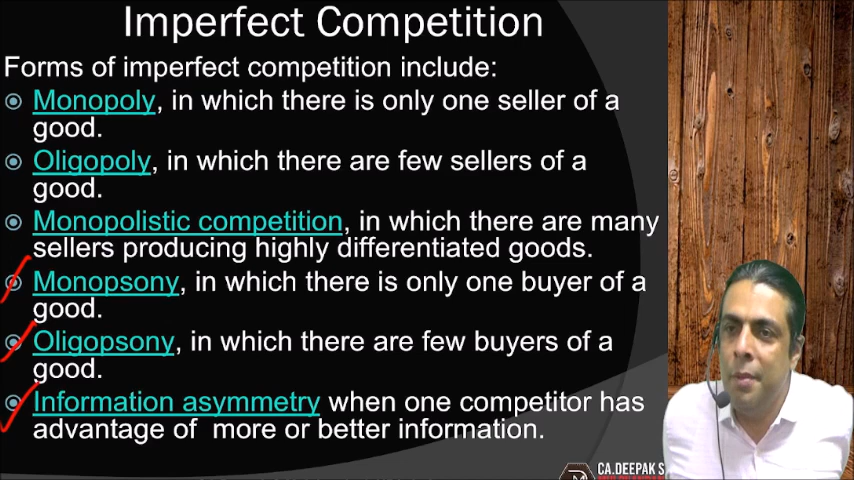 Imperfect Competition
Forms of imperfect competition include:
Monopoly, in which there is only one seller of a
good.
Oligopoly, in which there are few sellers of a
good.
Monopolistic competition, in which there are many
sellers producing highly differentiated goods.
Monopsony, in which there is only one buyer of a
good.
Oligopsony, in which there are few buyers of a
good.
Information asymmetry when one competitor has
advantage of more or better information.
CA.DEEPAK S